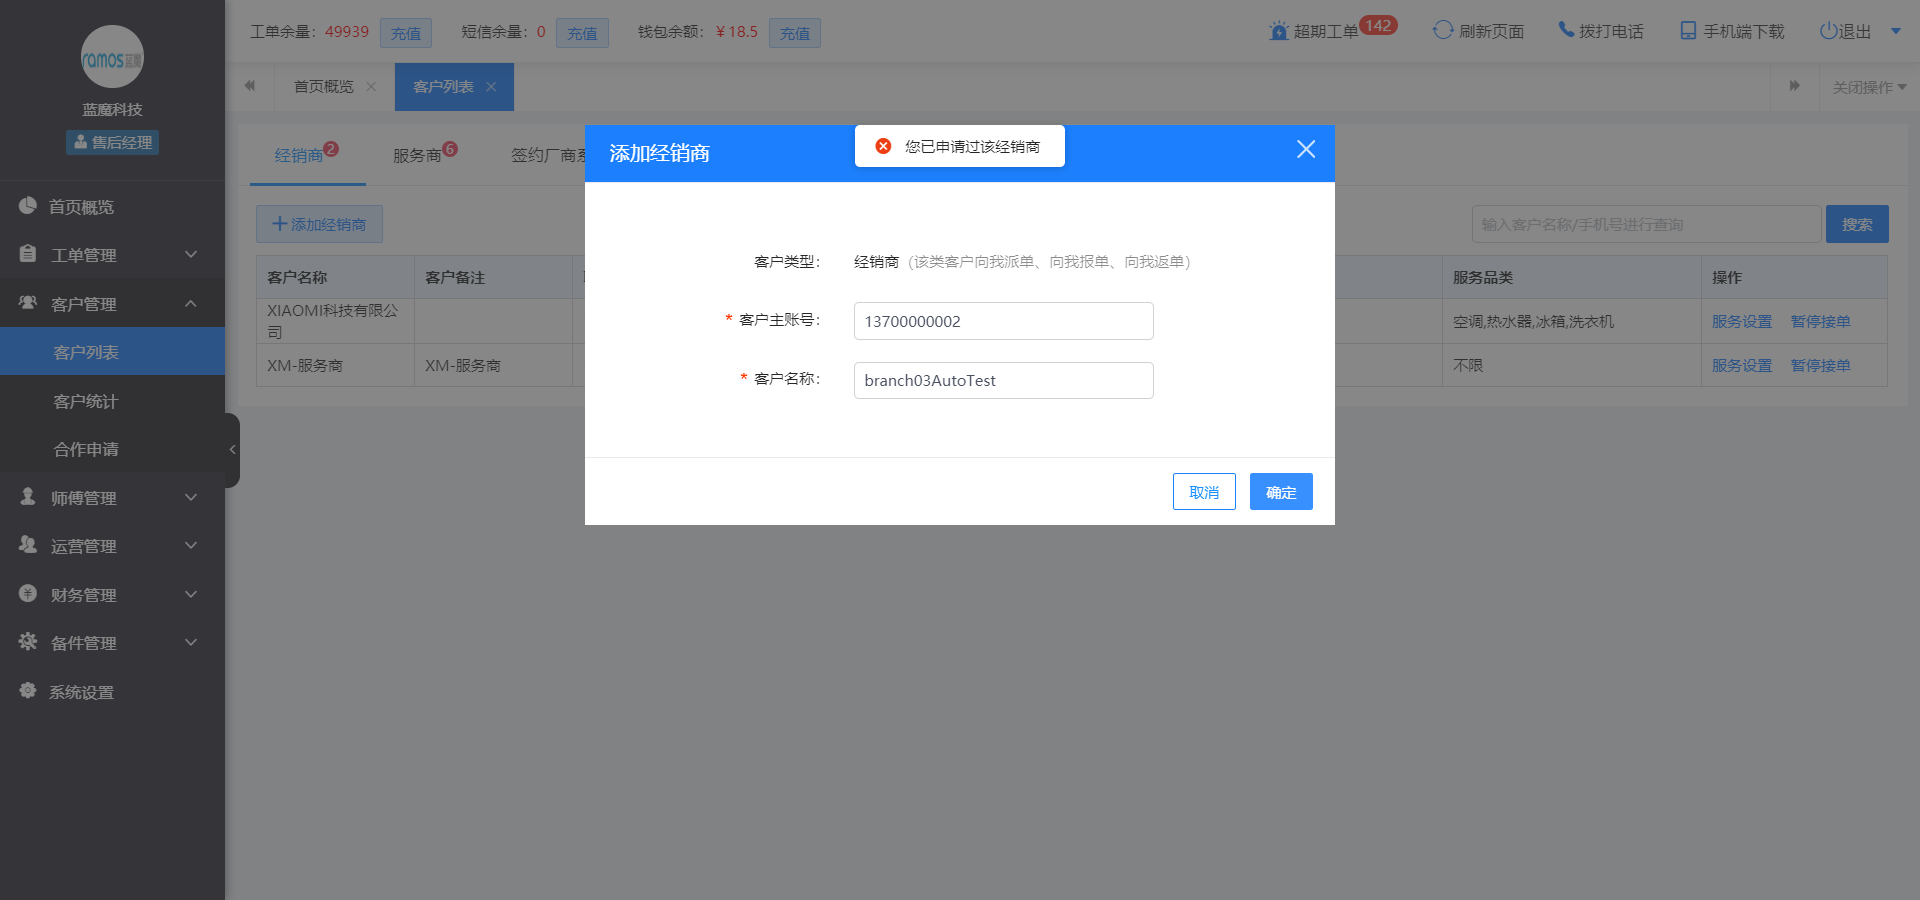 ramos蓝魔
蓝魔科技
售后经理
首页概览
工单管理
客户管理
客户列表
客户统计
合作申请
师傅管理
运营管理
财务管理
备件管理
系统设置
工单余量：49939 充值 短信余量：0 充值 钱包余额：¥18.5 充值
超期工单 142 刷新页面 拨打电话 手机端下载 退出
首页概览 客户列表 关闭操作
经销商 2 服务商 6 签约厂商
添加经销商
输入客户名称/手机号进行查询 搜索
客户名称 客户备注 服务品类 操作
XIAOMI科技有限公司 空调,热水器,冰箱,洗衣机 服务设置 暂停接单
XM-服务商 XM-服务商 不限 服务设置 暂停接单
添加经销商
您已申请过该经销商
客户类型： 经销商（该类客户向我派单、向我报单、向我返单）
* 客户主账号： 13700000002
* 客户名称： branch03AutoTest
取消 确定